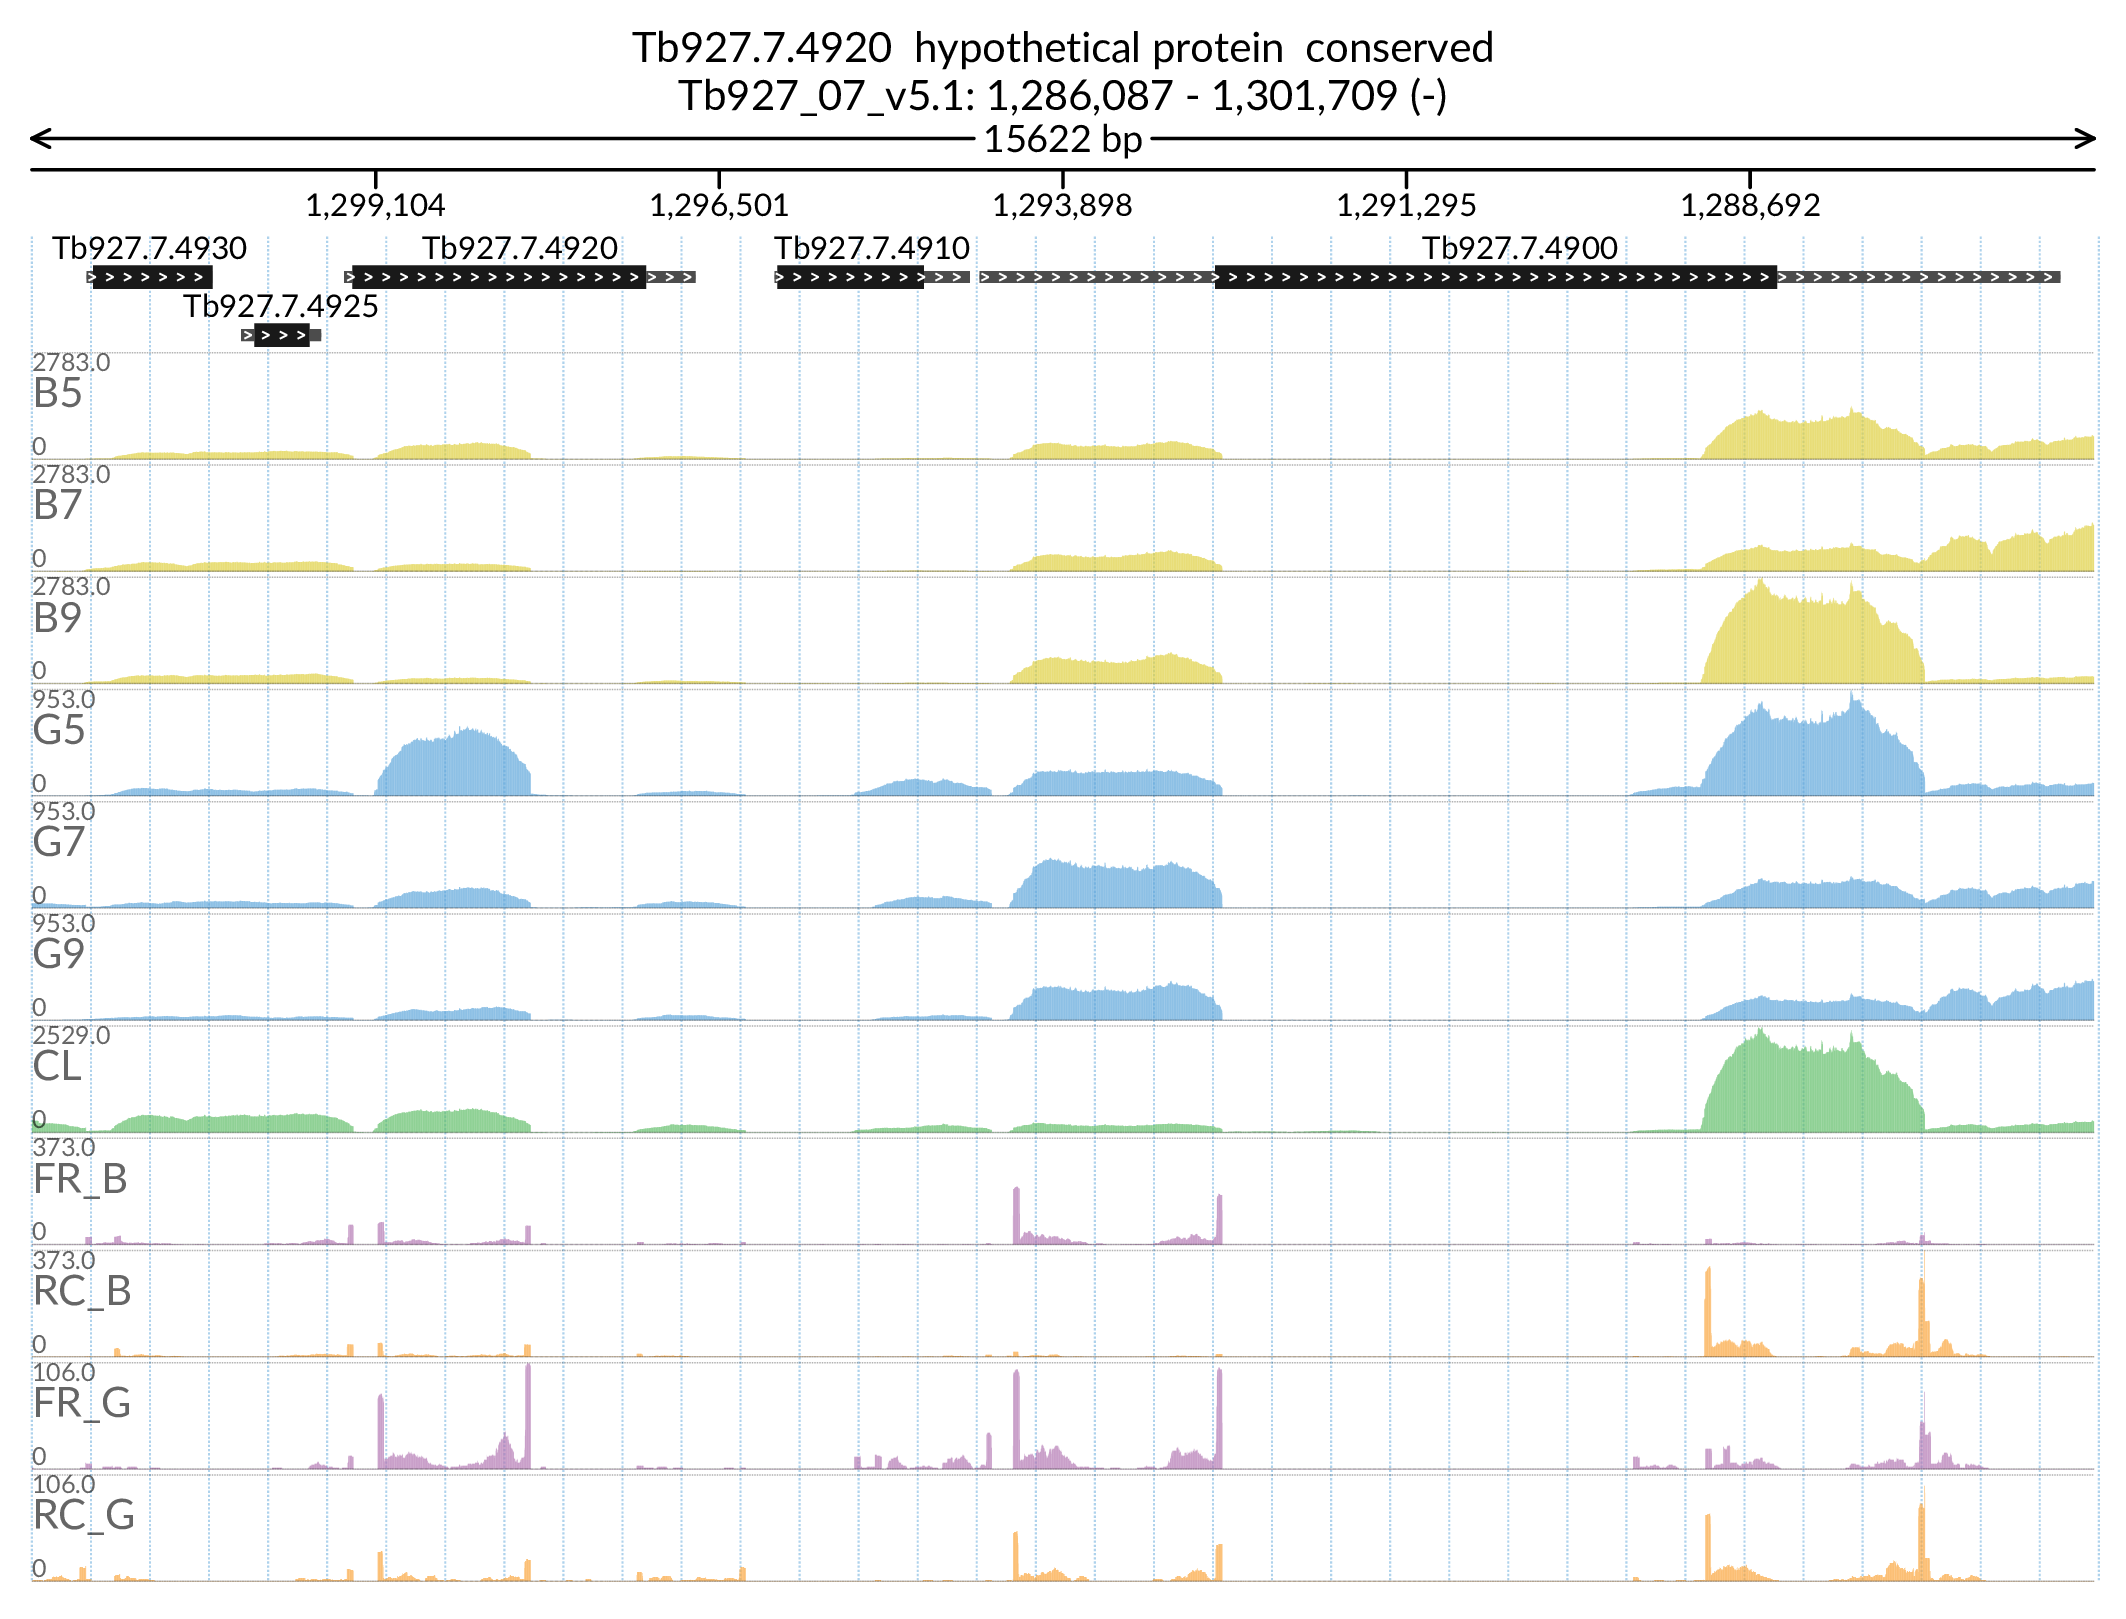 Tb927.7.4920 hypothetical protein conserved
Tb927_07_v5.1: 1,286,087 - 1,301,709 (-)
15622 bp
1,299,104 1,296,501 1,293,898 1,291,295 1,288,692
Tb927.7.4930 Tb927.7.4920 Tb927.7.4910 Tb927.7.4900
Tb927.7.4925
2783.0
B5
0
2783.0
B7
0
2783.0
B9
0
953.0
G5
0
953.0
G7
0
953.0
G9
0
2529.0
CL
0
373.0
FR_B
0
373.0
RC_B
0
106.0
FR_G
0
106.0
RC_G
0